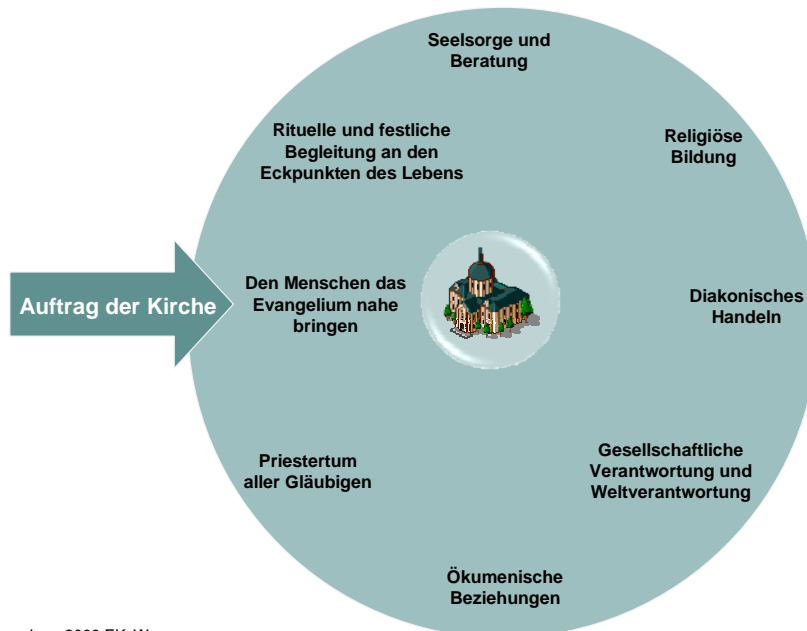 Seelsorge und
Beratung
Rituelle und festliche
Begleitung an den
Eckpunkten des Lebens
Religiöse
Bildung
Auftrag der Kirche
Den Menschen das
Evangelium nahe
bringen
Diakonisches
Handeln
Priestertum
aller Gläubigen
Gesellschaftliche
Verantwortung und
Weltverantwortung
Ökumenische
Beziehungen